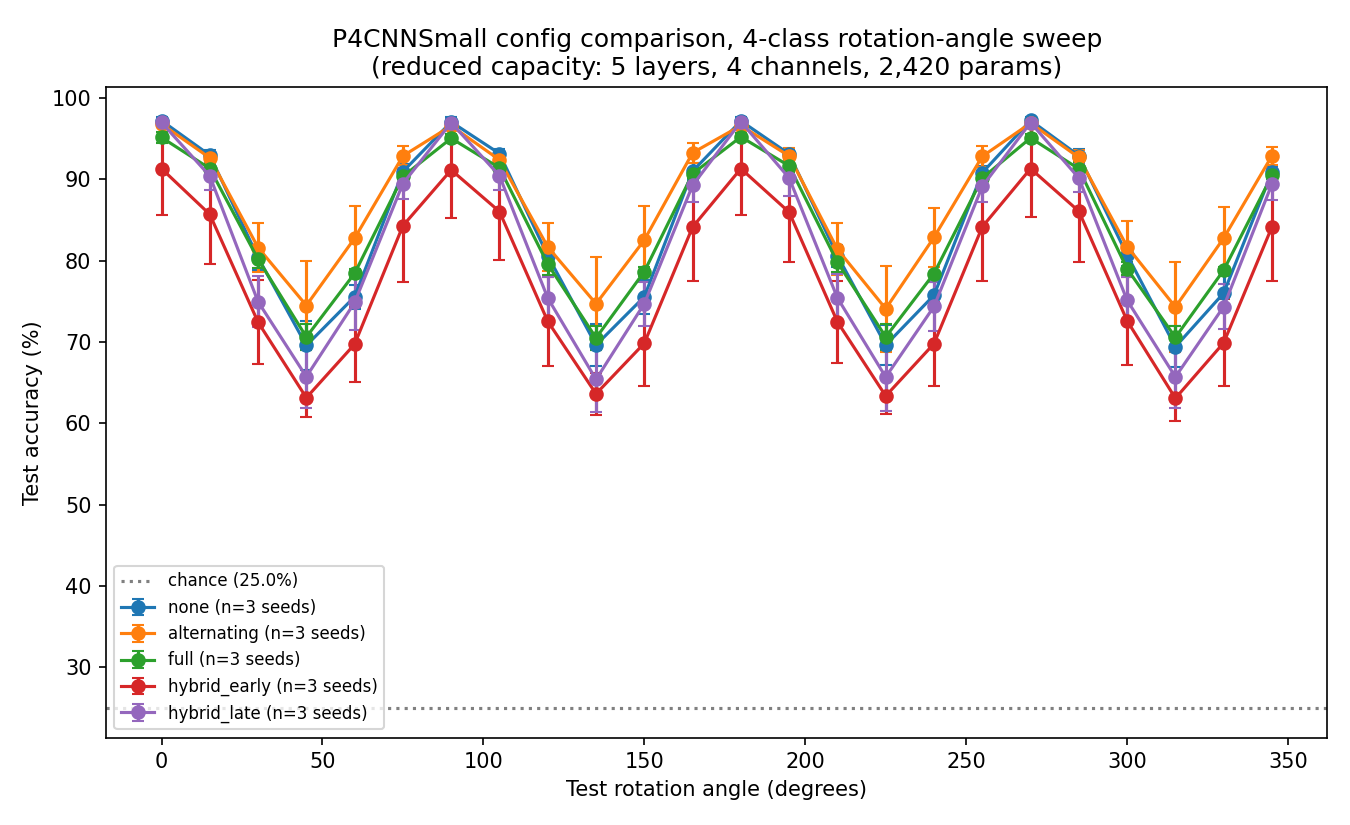 P4CNNSmall config comparison, 4-class rotation-angle sweep
(reduced capacity: 5 layers, 4 channels, 2,420 params)
Test accuracy (%)
100
90
80
70
60
50
40
30
chance (25.0%)
none (n=3 seeds)
alternating (n=3 seeds)
full (n=3 seeds)
hybrid_early (n=3 seeds)
hybrid_late (n=3 seeds)
0 50 100 150 200 250 300 350
Test rotation angle (degrees)